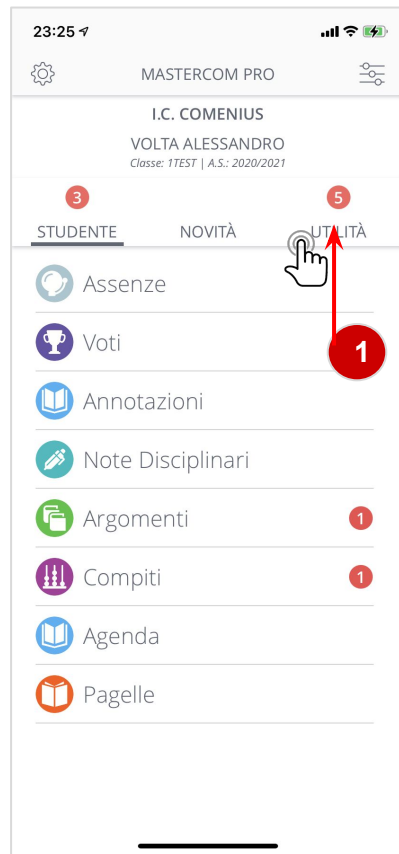 23:25
MASTERCOM PRO
I.C. COMENIUS
VOLTA ALESSANDRO
Classe: 1TEST | A.S.: 2020/2021
3 5
STUDENTE NOVITÀ UTILITÀ
Assenze
Voti
1
Annotazioni
Note Disciplinari
Argomenti 1
Compiti 1
Agenda
Pagelle